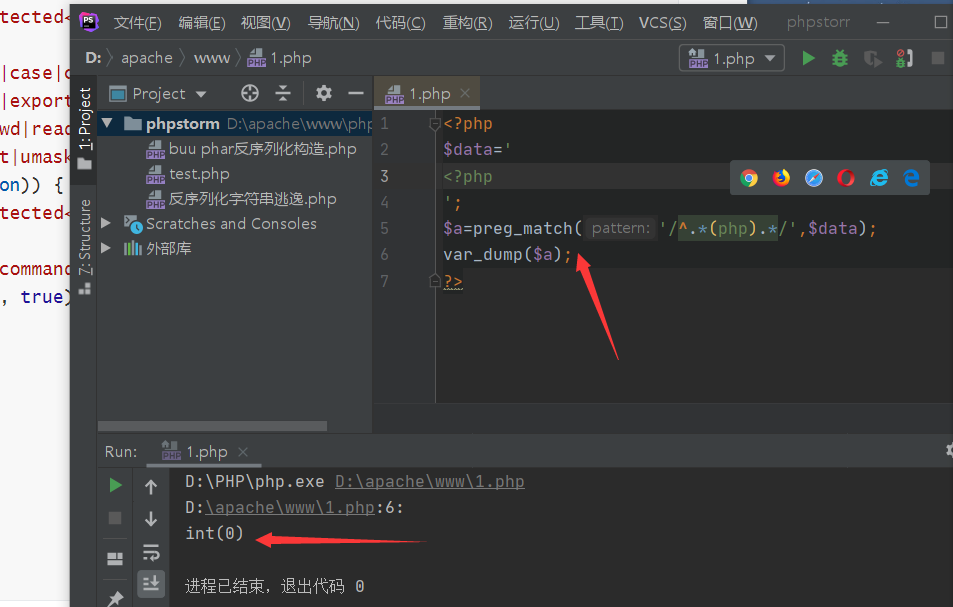 tected<
|case|c
|export
wd|read
t|umask
on)) {
tected<
command
, true)
PS 文件(F) 编辑(E) 视图(V) 导航(N) 代码(C) 重构(R) 运行(U) 工具(T) VCS(S) 窗口(W) phpstorr
D: apache www 1.php
1.php
1: Project
7: Structure
Project
phpstorm D:\apache\www\php
buu phar反序列化构造.php
test.php
反序列化字符串逃逸.php
Scratches and Consoles
外部库
1.php
1 <?php
2 $data='
3 <?php
4 ';
5 $a=preg_match( pattern: '/^.*(php).*/',$data);
6 var_dump($a);
7 ?>
Run: 1.php
D:\PHP\php.exe D:\apache\www\1.php
D:\apache\www\1.php:6:
int(0)
进程已结束，退出代码 0